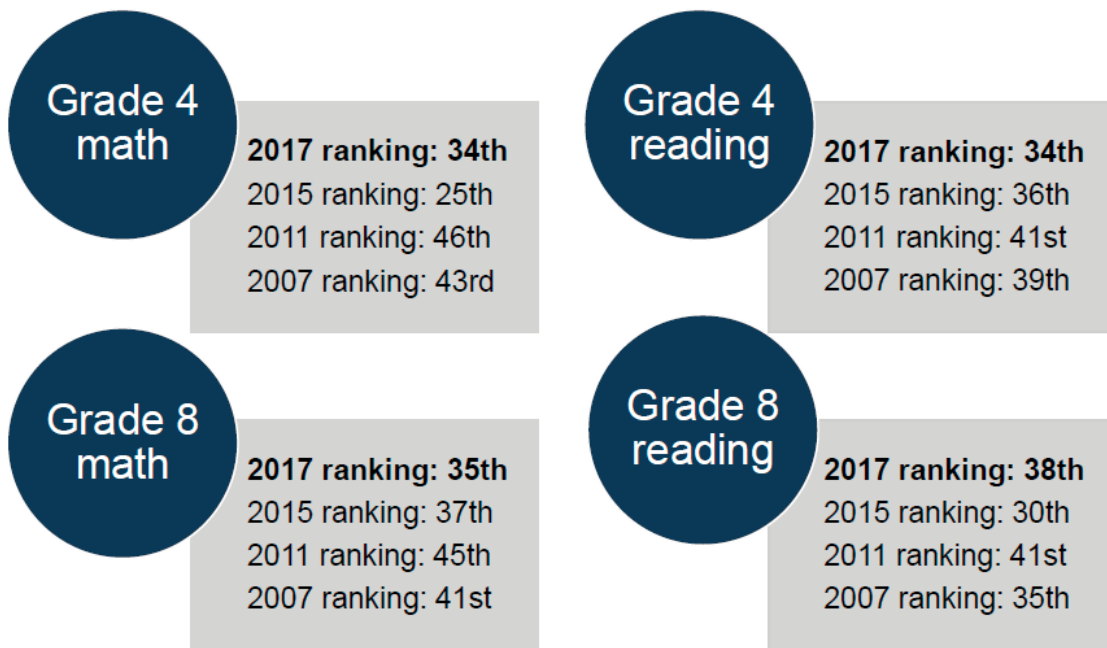 Grade 4
math
2017 ranking: 34th
2015 ranking: 25th
2011 ranking: 46th
2007 ranking: 43rd
Grade 4
reading
2017 ranking: 34th
2015 ranking: 36th
2011 ranking: 41st
2007 ranking: 39th
Grade 8
math
2017 ranking: 35th
2015 ranking: 37th
2011 ranking: 45th
2007 ranking: 41st
Grade 8
reading
2017 ranking: 38th
2015 ranking: 30th
2011 ranking: 41st
2007 ranking: 35th